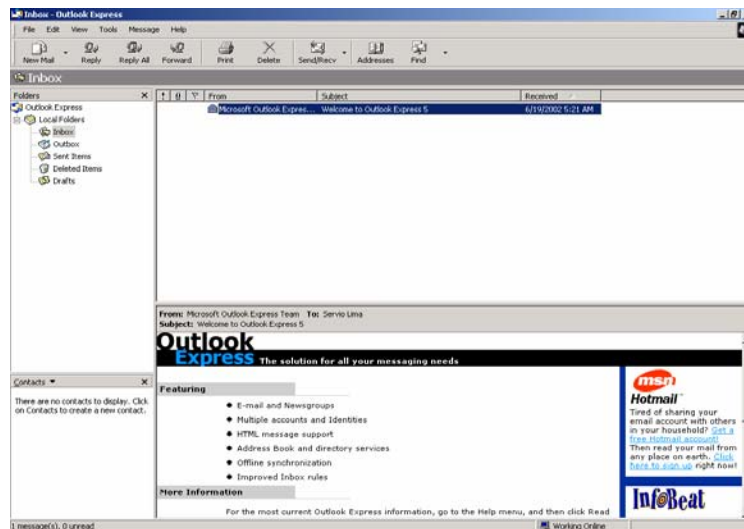 Inbox - Outlook Express
File Edit View Tools Message Help
New Mail Reply Reply All Forward Print Delete Send/Recv Addresses Find
Inbox
Folders
Outlook Express
Local Folders
Inbox
Outbox
Sent Items
Deleted Items
Drafts
! From Subject Received
Microsoft Outlook Expres... Welcome to Outlook Express 5 6/19/2002 5:21 AM
From: Microsoft Outlook Express Team To: Servio Lima
Subject: Welcome to Outlook Express 5
Outlook
Express The solution for all your messaging needs
Featuring
E-mail and Newsgroups
Multiple accounts and Identities
HTML message support
Address Book and directory services
Offline synchronization
Improved Inbox rules
More Information
For the most current Outlook Express information, go to the Help menu, and then click Read
msn
Hotmail
Tired of sharing your
email account with others
in your household? Get a
free Hotmail account!
Then read your mail from
any place on earth. Click
here to sign up right now!
InfoBeat
Contacts
There are no contacts to display. Click
on Contacts to create a new contact.
1 message(s), 0 unread
Working Online